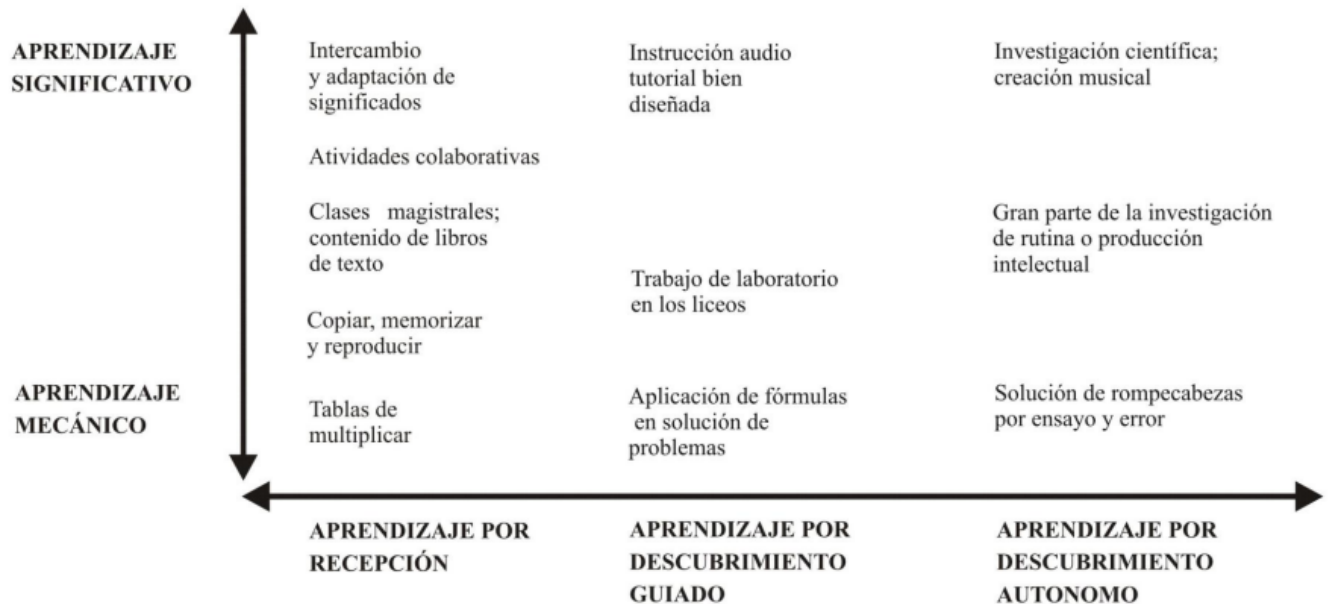 APRENDIZAJE
SIGNIFICATIVO
Intercambio
y adaptación de
significados
Instrucción audio
tutorial bien
diseñada
Investigación científica;
creación musical
Atividades colaborativas
Clases magistrales;
contenido de libros
de texto
Gran parte de la investigación
de rutina o producción
intelectual
Trabajo de laboratorio
en los liceos
Copiar, memorizar
y reproducir
APRENDIZAJE
MECÁNICO
Tablas de
multiplicar
Aplicación de fórmulas
en solución de
problemas
Solución de rompecabezas
por ensayo y error
APRENDIZAJE POR
RECEPCIÓN
APRENDIZAJE POR
DESCUBRIMIENTO
GUIADO
APRENDIZAJE POR
DESCUBRIMIENTO
AUTONOMO